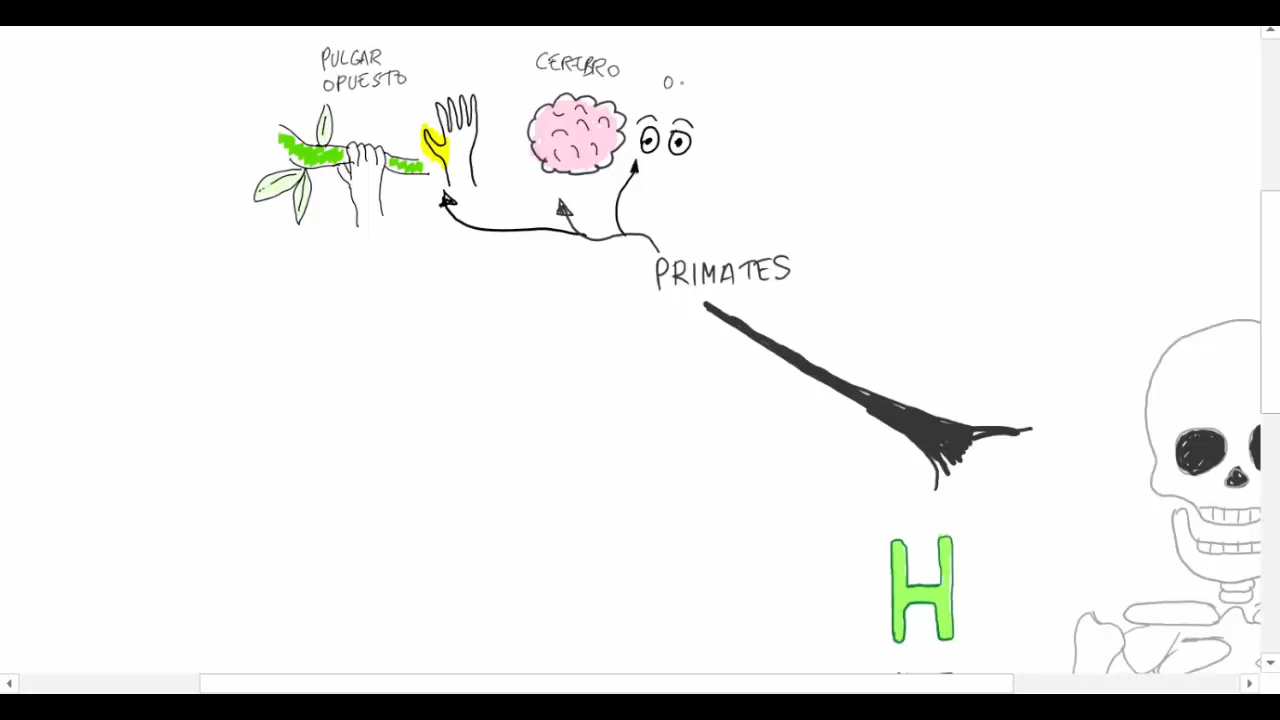 PULGAR
OPUESTO
CEREBRO
O
PRIMATES
H